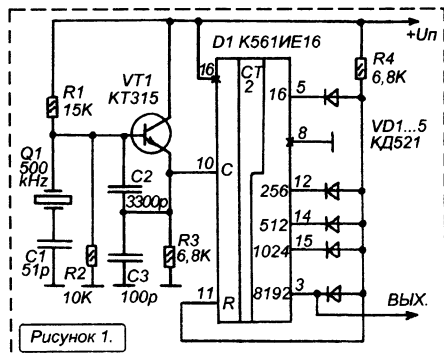 +Uп
D1 К561ИЕ16
R1
15K
VT1
КТ315
16
CT
2
R4
6,8K
16
5
8
VD1...5
КД521
Q1
500
kHz
C2
3300p
10
C
256
12
512
14
1024
15
C1
51p
R2
10K
C3
100p
R3
6,8K
11
R
8192
3
ВЫХ.
Рисунок 1.